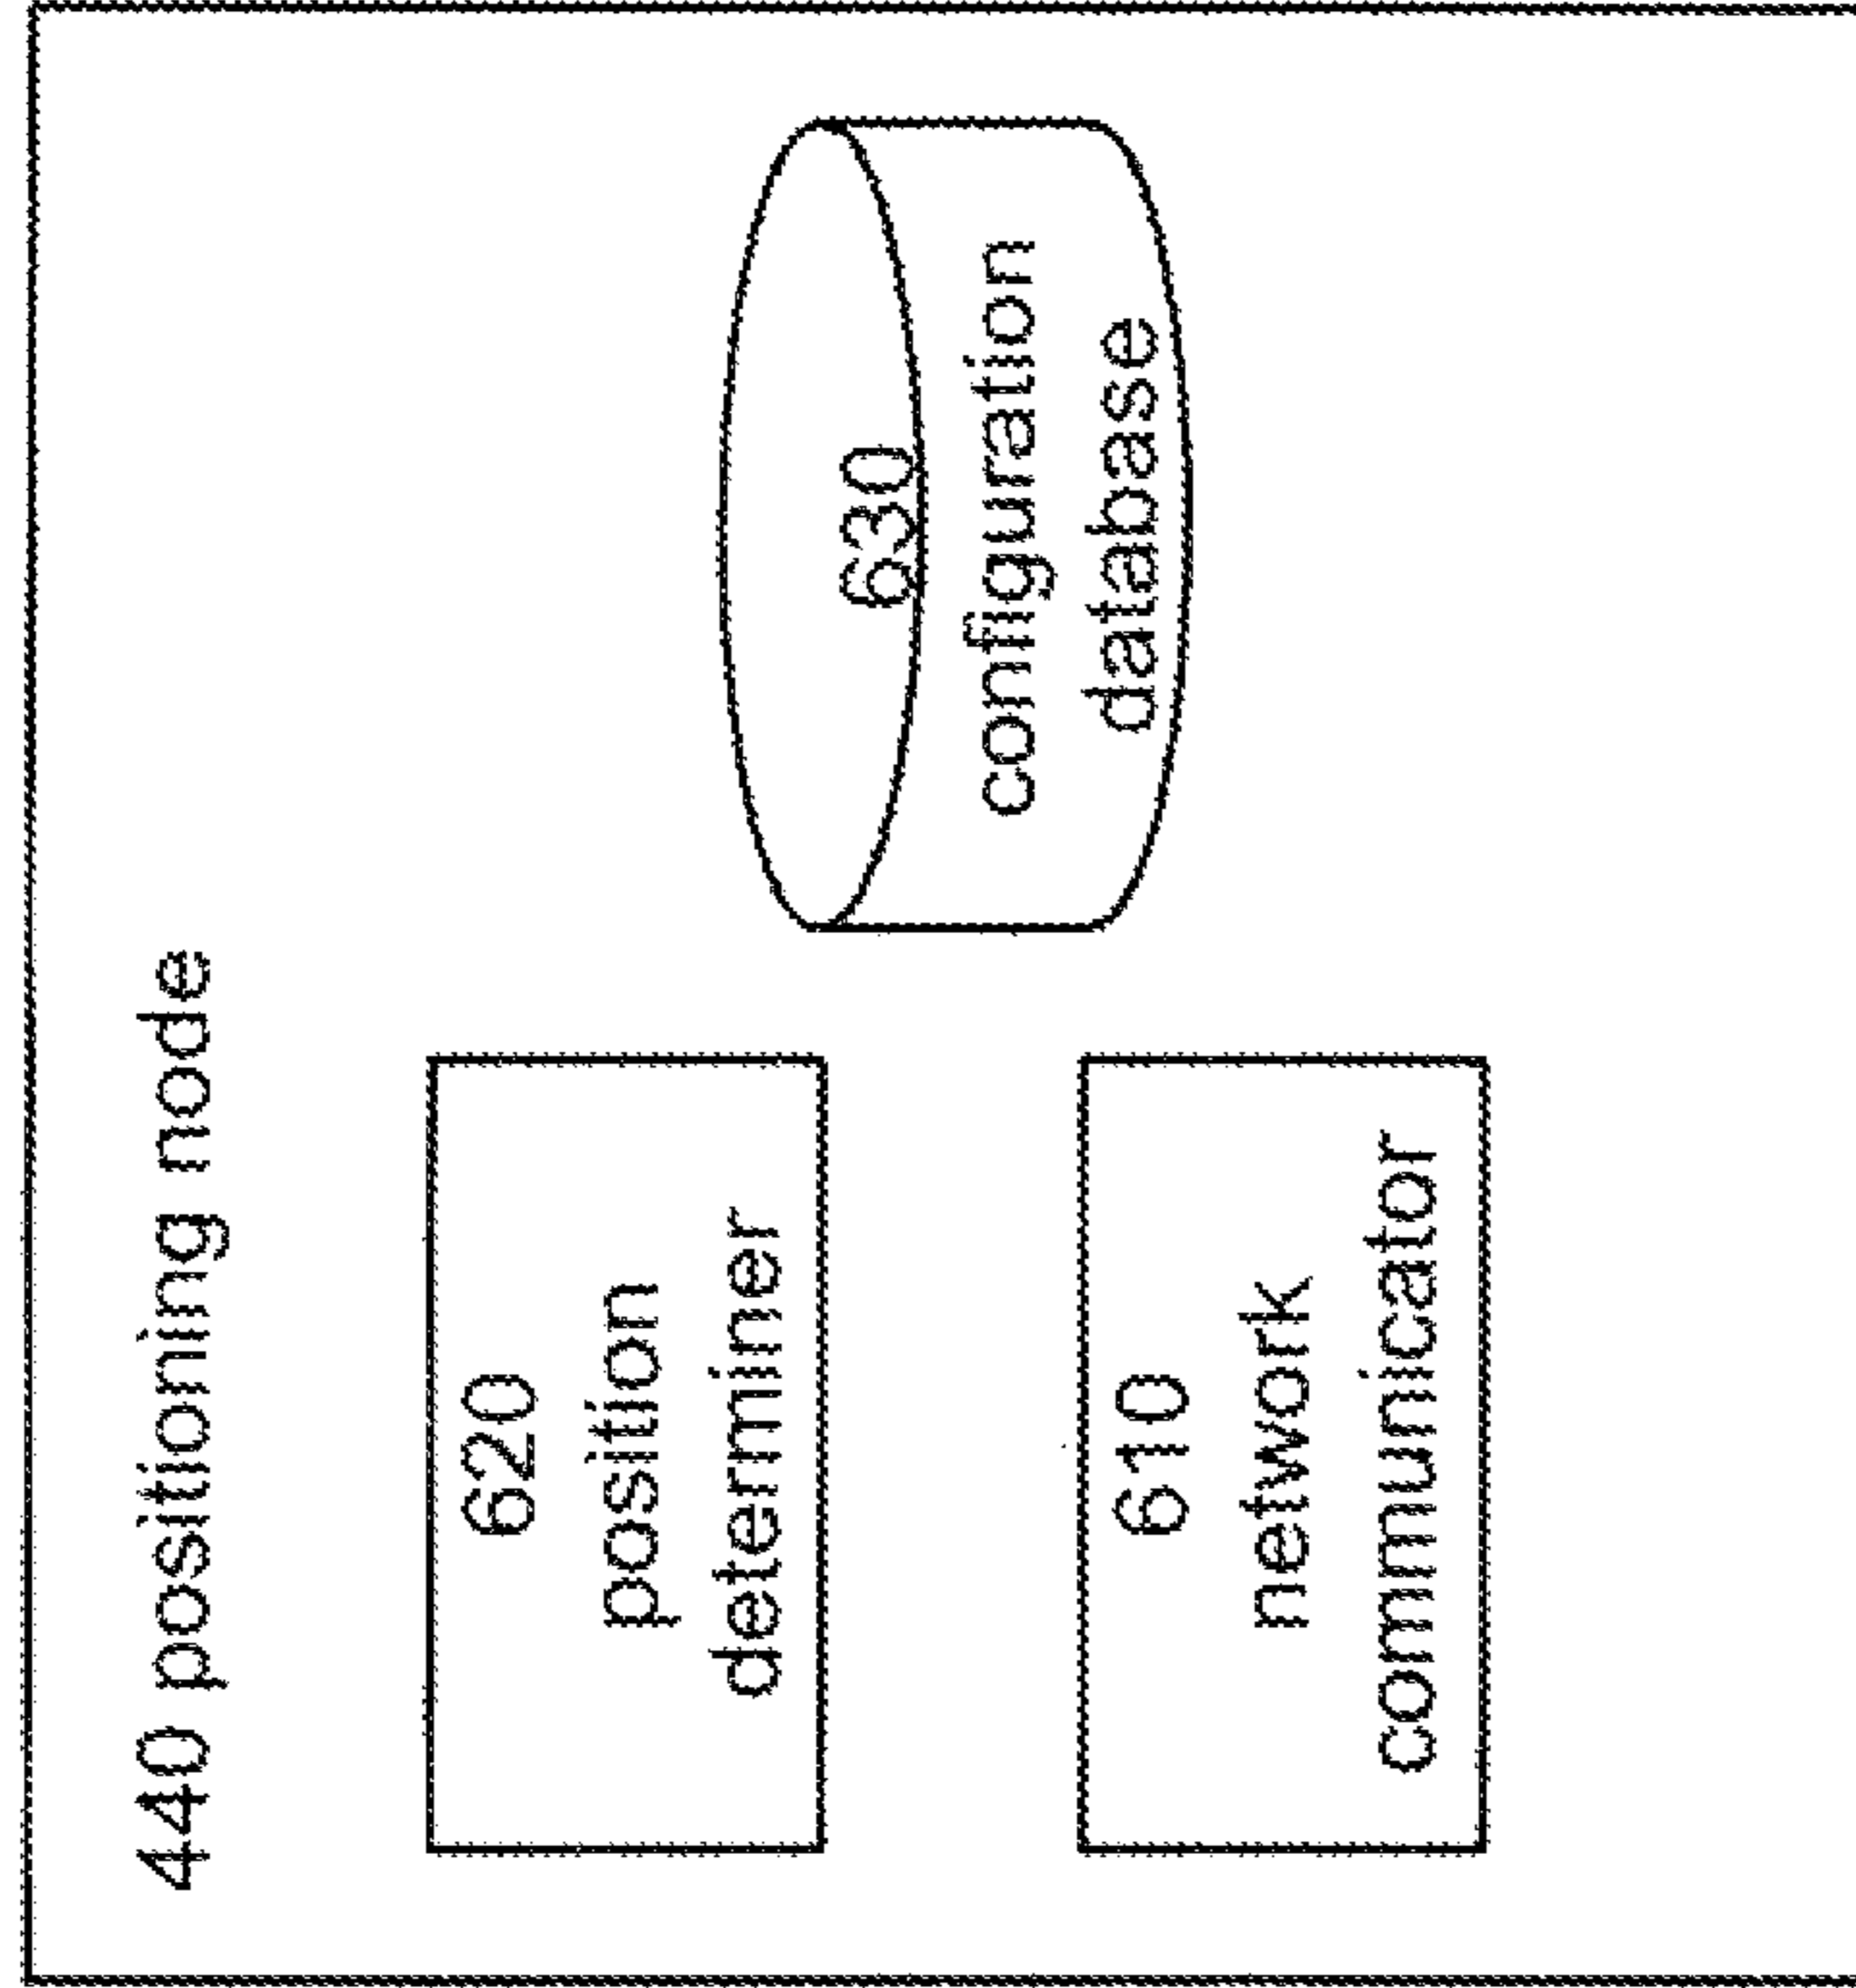 440 positioning node
620
position
determiner
610
network
communicator
630
configuration
database